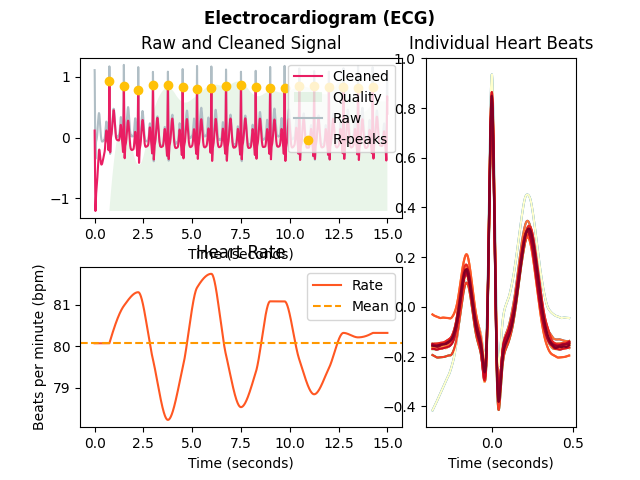 Electrocardiogram (ECG)
Raw and Cleaned Signal
Cleaned
Quality
Raw
R-peaks
1
0
−1
0.0 2.5 5.0 7.5 10.0 12.5 15.0
Time (seconds)
Heart Rate
Rate
Mean
Beats per minute (bpm)
81
80
79
0.0 2.5 5.0 7.5 10.0 12.5 15.0
Time (seconds)
Individual Heart Beats
1.0
0.8
0.6
0.4
0.2
0.0
−0.2
−0.4
0.0 0.5
Time (seconds)